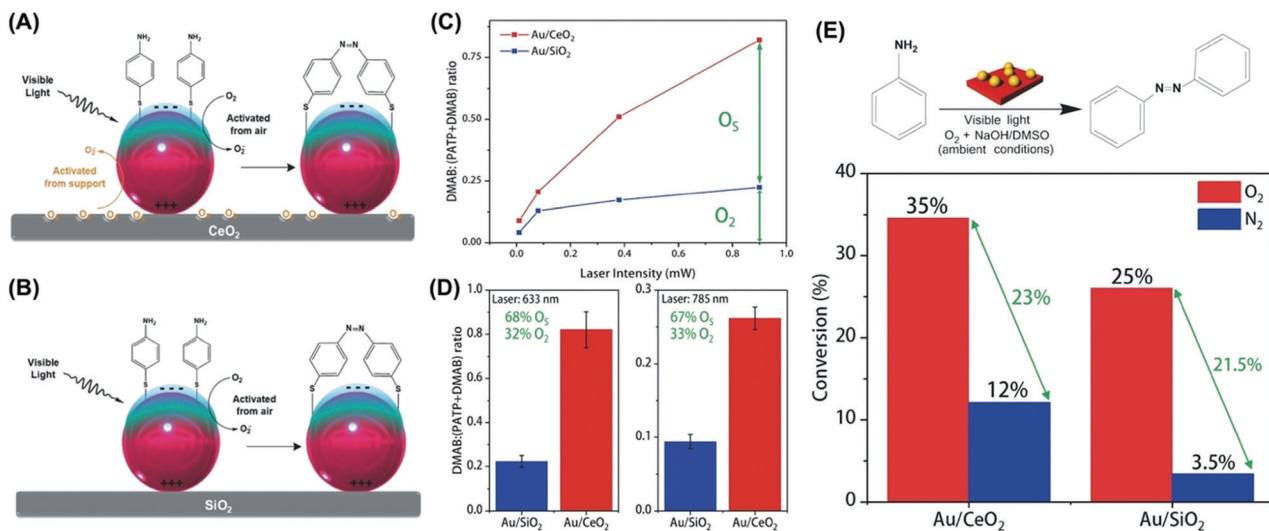 (A)
NH₂
NH₂
N=N
Visible
Light
S
S
O₂
Activated
from air
O₂⁻
S
S
O₂⁻
Activated
from support
+++
+++
O
O
O
O
O
O
O
O
CeO₂
(B)
NH₂
NH₂
N=N
Visible
Light
S
S
O₂
Activated
from air
O₂⁻
S
S
+++
+++
SiO₂
(C)
DMAB: (PATP+DMAB) ratio
0.75
0.50
0.25
0.00
Au/CeO₂
Au/SiO₂
Oₛ
O₂
0.0 0.2 0.4 0.6 0.8 1.0
Laser Intensity (mW)
(D)
DMAB:(PATP+DMAB) ratio
1.0
0.8
0.6
0.4
0.2
Laser: 633 nm
68% Oₛ
32% O₂
Au/SiO₂ Au/CeO₂
0.3
0.2
0.1
0.0
Laser: 785 nm
67% Oₛ
33% O₂
Au/SiO₂ Au/CeO₂
(E)
NH₂
Visible light
O₂ + NaOH/DMSO
(ambient conditions)
N=N
Conversion (%)
40
30
20
10
0
O₂
N₂
35%
23%
12%
25%
21.5%
3.5%
Au/CeO₂ Au/SiO₂